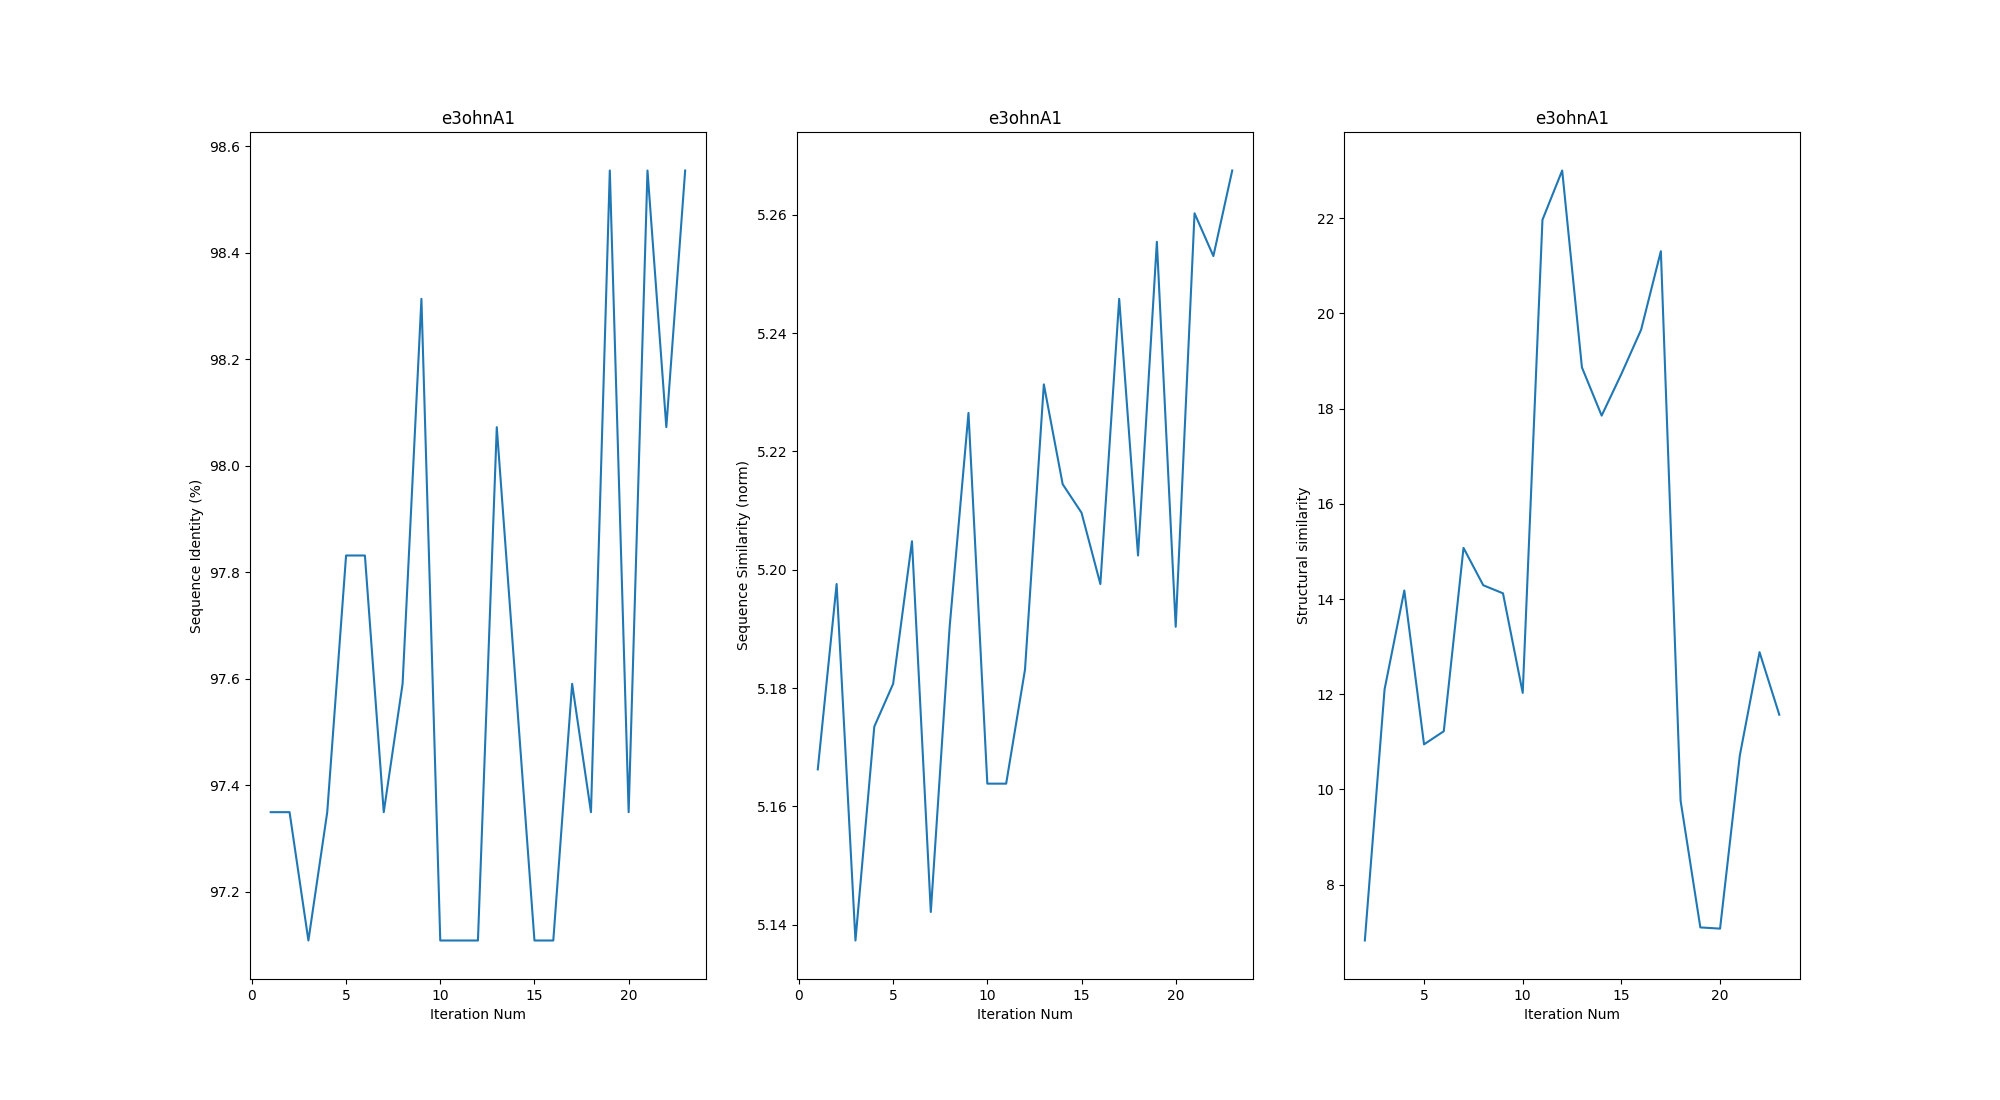 e3ohnA1
98.6
98.4
98.2
98.0
97.8
97.6
97.4
97.2
Sequence Identity (%)
0 5 10 15 20
Iteration Num
e3ohnA1
5.26
5.24
5.22
5.20
5.18
5.16
5.14
Sequence Similarity (norm)
0 5 10 15 20
Iteration Num
e3ohnA1
22
20
18
16
14
12
10
8
Structural similarity
5 10 15 20
Iteration Num